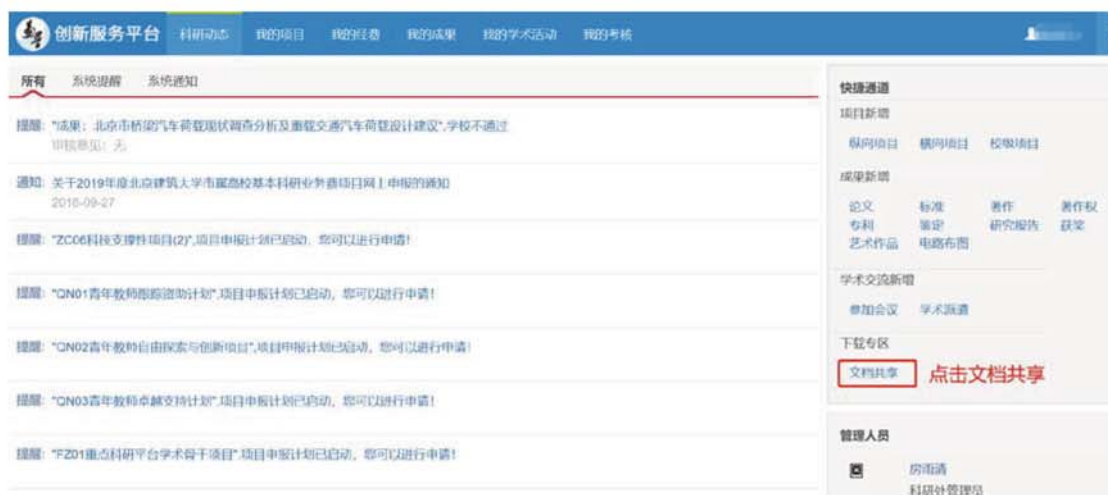 创新服务平台 科研动态 我的项目 我的经费 我的成果 我的学术活动 我的考核
所有 系统提醒 系统通知
提醒: "成果：北京市桥梁汽车荷载现状调查分析及重载交通汽车荷载设计建议",学校不通过
审核意见：无
通知: 关于2019年度北京建筑大学市属高校基本科研业务费项目网上申报的通知
2018-09-27
提醒: "ZC06科技支撑性项目(2)",项目申报计划已启动，您可以进行申请!
提醒: "QN01青年教师跟踪资助计划",项目申报计划已启动，您可以进行申请!
提醒: "QN02青年教师自由探索与创新项目",项目申报计划已启动，您可以进行申请!
提醒: "QN03青年教师卓越支持计划",项目申报计划已启动，您可以进行申请!
提醒: "FZ01重点科研平台学术骨干项目",项目申报计划已启动，您可以进行申请!
快捷通道
项目新增
纵向项目 横向项目 校级项目
成果新增
论文 标准 著作 著作权
专利 鉴定 研究报告 获奖
艺术作品 电路布图
学术交流新增
参加会议 学术派遣
下载专区
文档共享 点击文档共享
管理人员
房雨清
科研处管理员